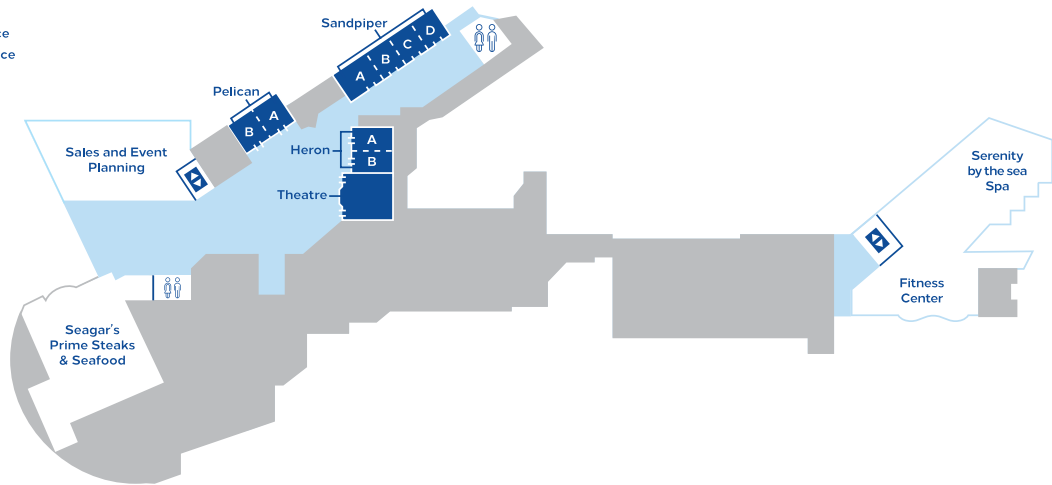 Sandpiper
A
B
C
D
Pelican
B
A
Sales and Event
Planning
Heron
A
B
Theatre
Seagar's
Prime Steaks
& Seafood
Serenity
by the sea
Spa
Fitness
Center